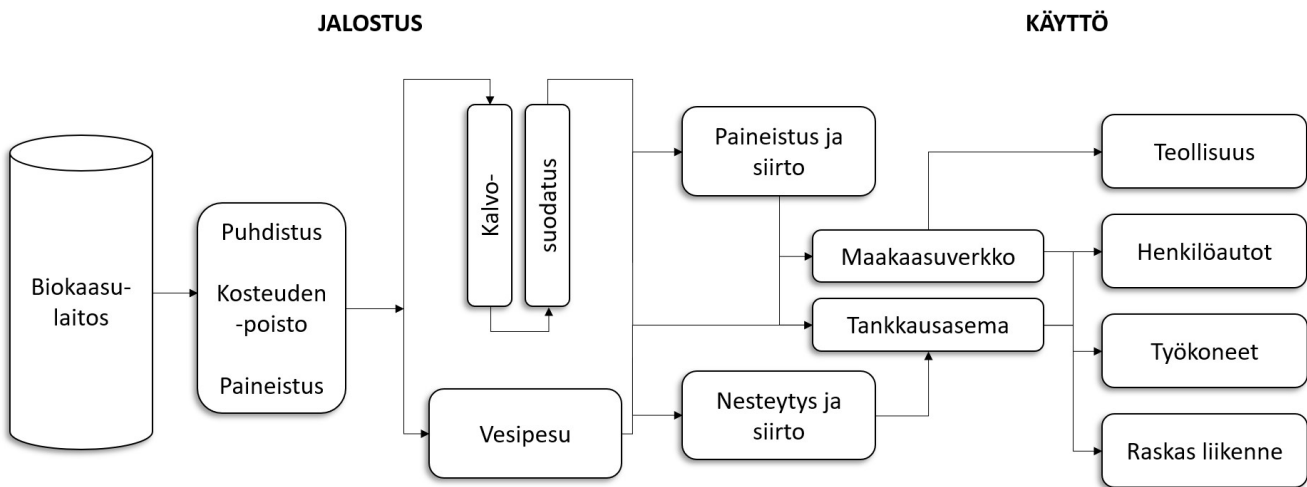 JALOSTUS
KÄYTTÖ
Biokaasu-
laitos
Puhdistus
Kosteuden
-poisto
Paineistus
Kalvo-
suodatus
Vesipesu
Paineistus ja
siirto
Maakaasuverkko
Tankkausasema
Nesteytys ja
siirto
Teollisuus
Henkilöautot
Työkoneet
Raskas liikenne